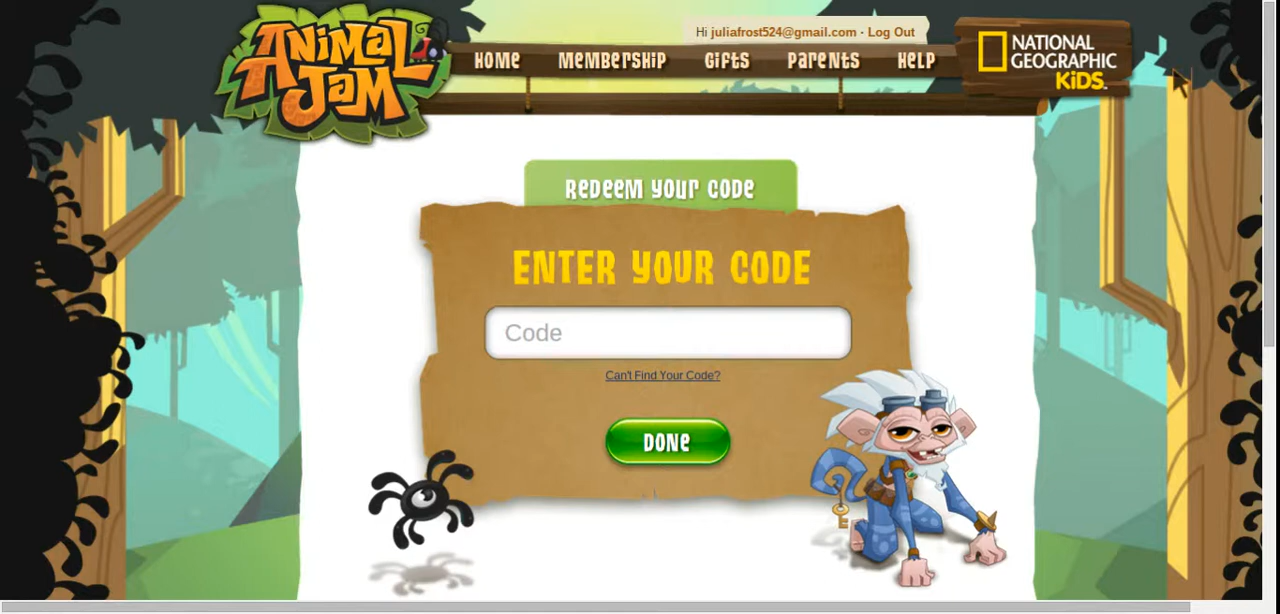 ANIMAL JAM
Hi juliafrost524@gmail.com · Log Out
HOME MEMBERSHIP GIFTS PARENTS HELP
NATIONAL GEOGRAPHIC KiDS
REDEEM YOUR CODE
ENTER YOUR CODE
Code
Can't Find Your Code?
DONE